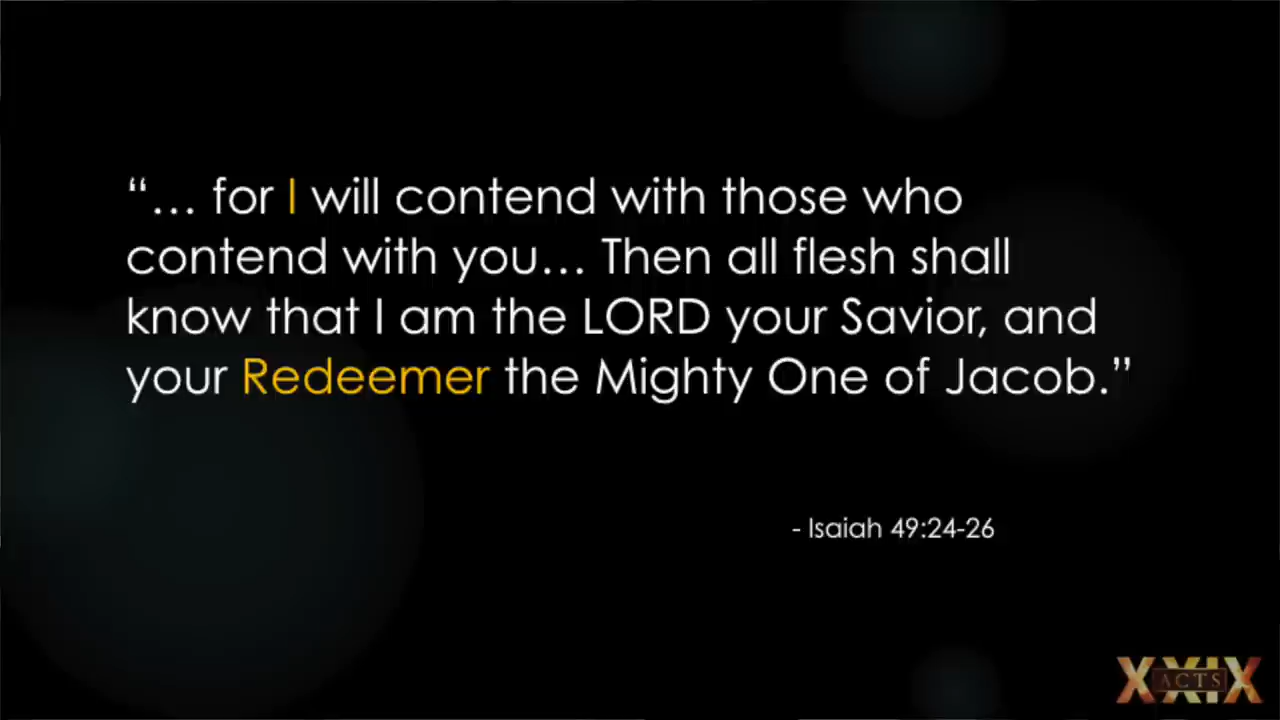 “… for I will contend with those who
contend with you… Then all flesh shall
know that I am the LORD your Savior, and
your Redeemer the Mighty One of Jacob.”
- Isaiah 49:24-26
XXIX
ACTS